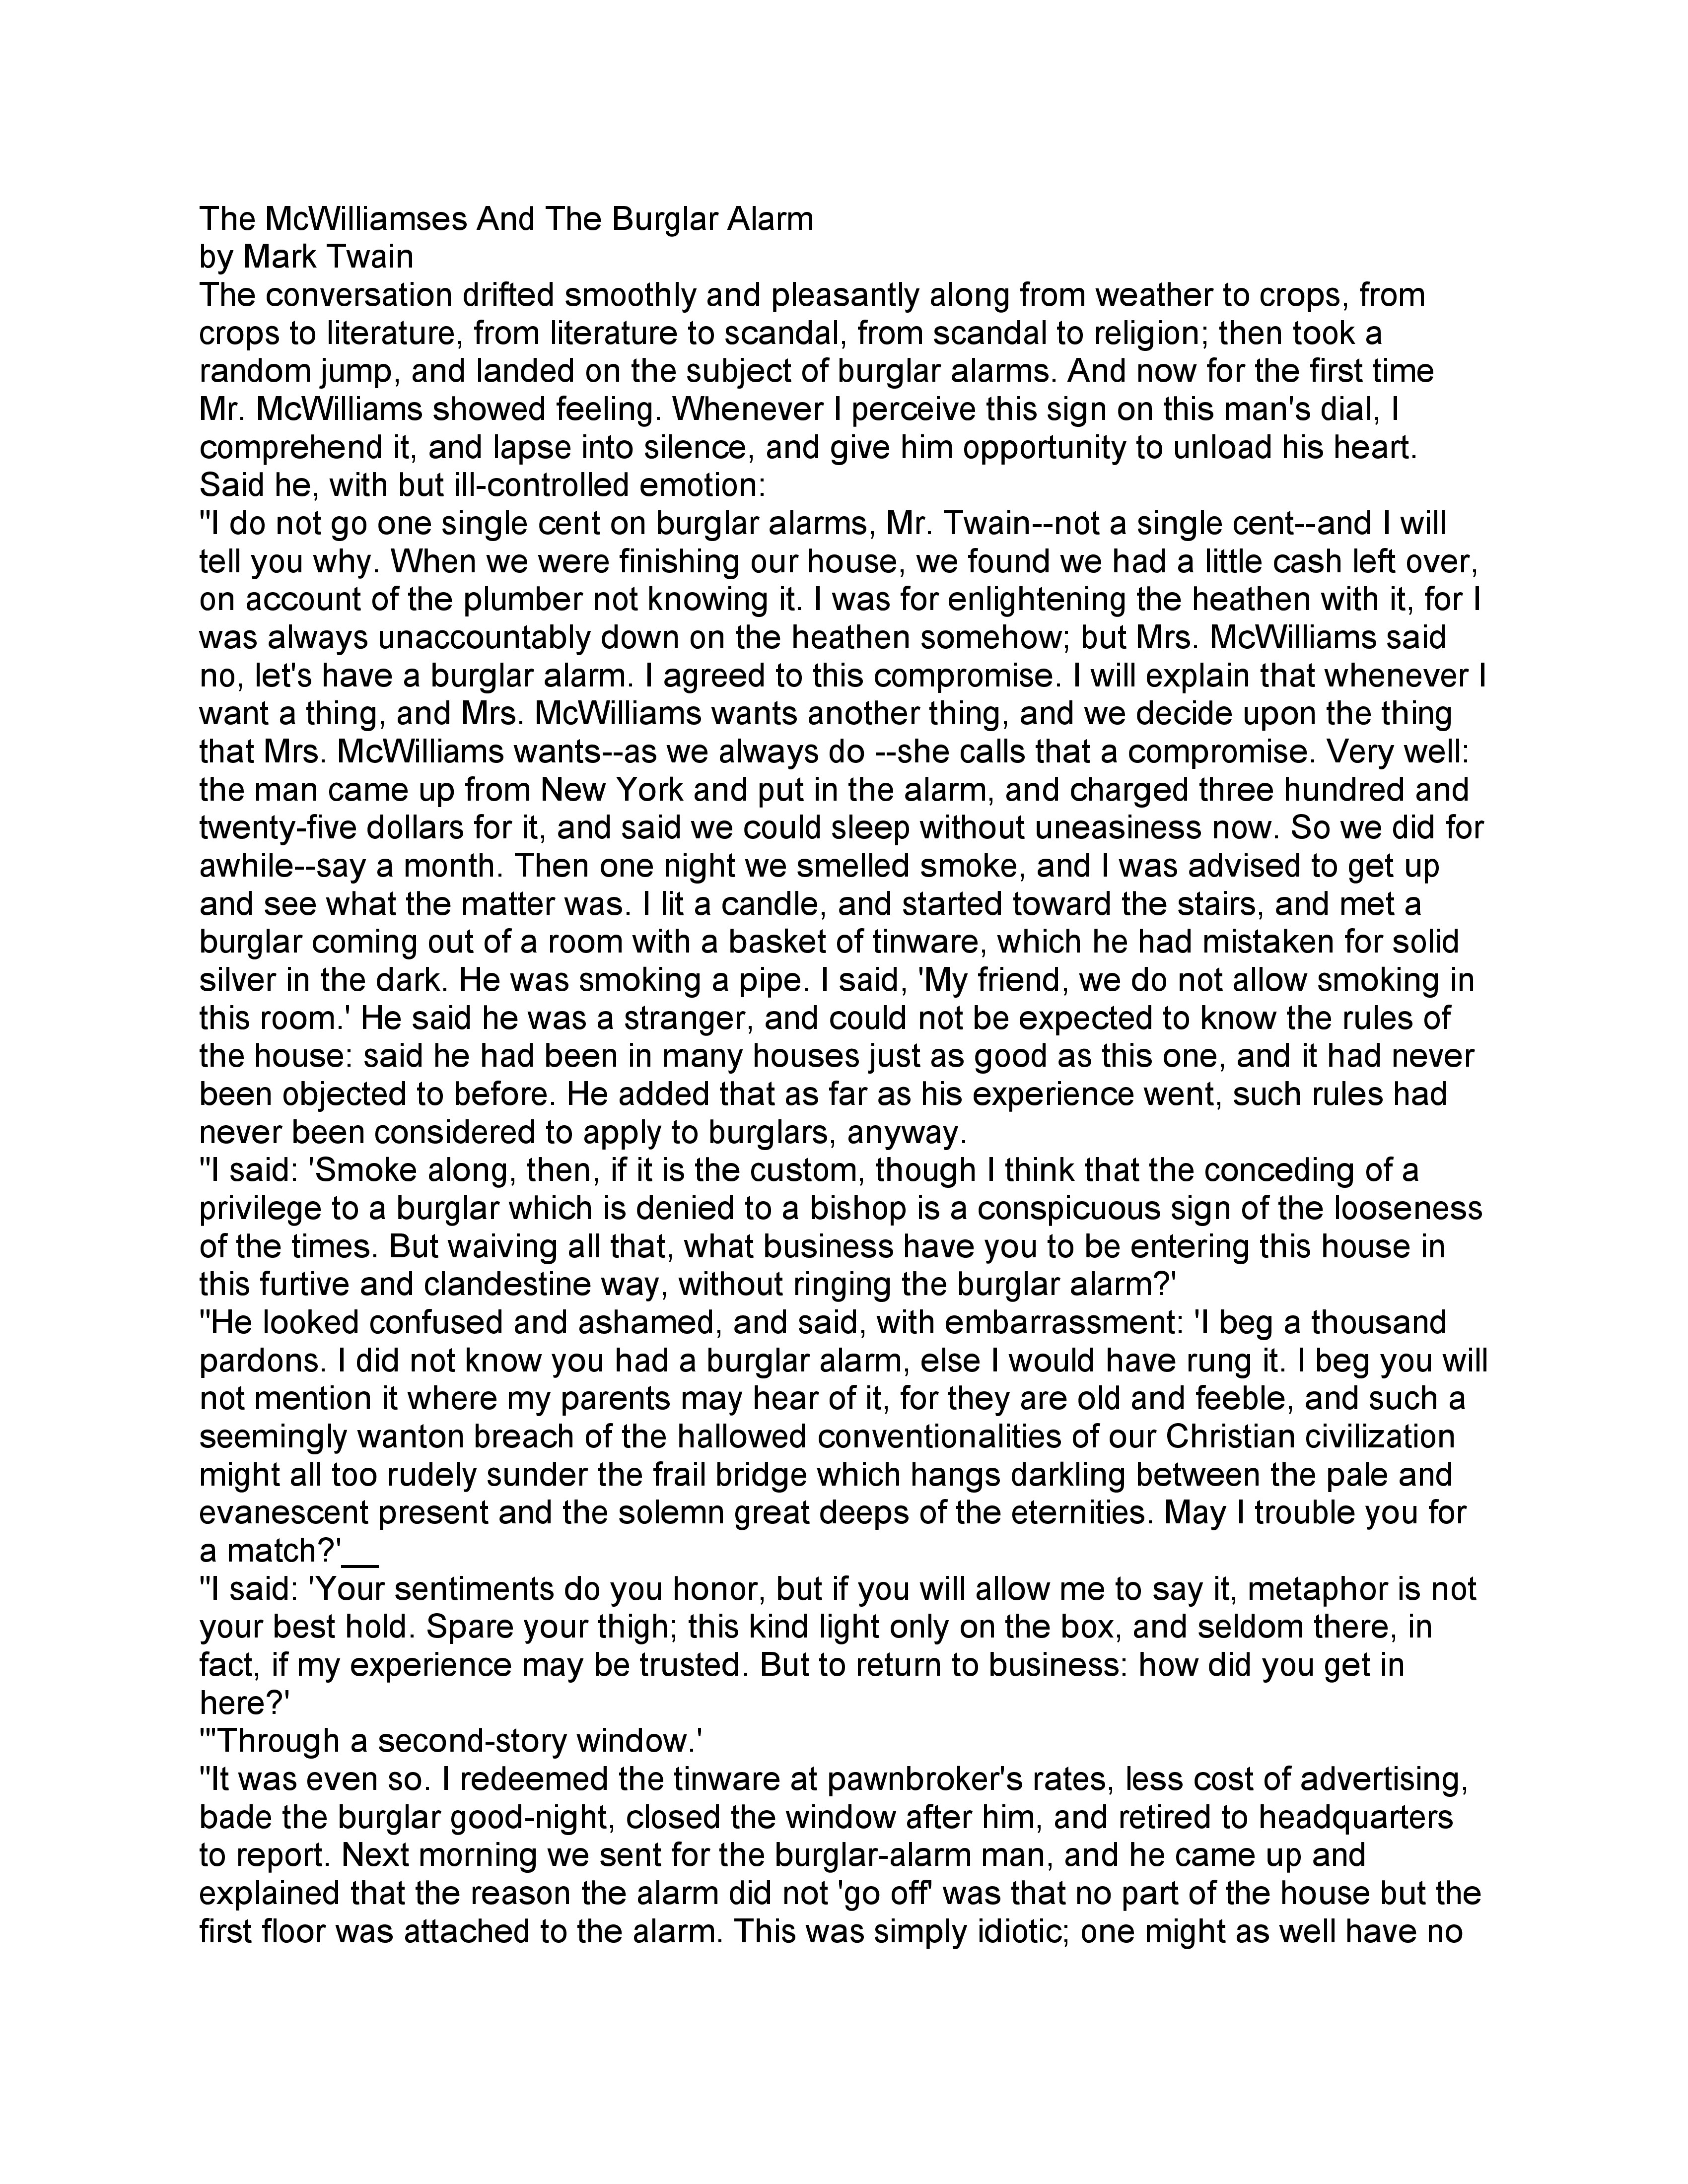 The McWilliamses And The Burglar Alarm
by Mark Twain
The conversation drifted smoothly and pleasantly along from weather to crops, from
crops to literature, from literature to scandal, from scandal to religion; then took a
random jump, and landed on the subject of burglar alarms. And now for the first time
Mr. McWilliams showed feeling. Whenever I perceive this sign on this man's dial, I
comprehend it, and lapse into silence, and give him opportunity to unload his heart.
Said he, with but ill-controlled emotion:
"I do not go one single cent on burglar alarms, Mr. Twain--not a single cent--and I will
tell you why. When we were finishing our house, we found we had a little cash left over,
on account of the plumber not knowing it. I was for enlightening the heathen with it, for I
was always unaccountably down on the heathen somehow; but Mrs. McWilliams said
no, let's have a burglar alarm. I agreed to this compromise. I will explain that whenever I
want a thing, and Mrs. McWilliams wants another thing, and we decide upon the thing
that Mrs. McWilliams wants--as we always do --she calls that a compromise. Very well:
the man came up from New York and put in the alarm, and charged three hundred and
twenty-five dollars for it, and said we could sleep without uneasiness now. So we did for
awhile--say a month. Then one night we smelled smoke, and I was advised to get up
and see what the matter was. I lit a candle, and started toward the stairs, and met a
burglar coming out of a room with a basket of tinware, which he had mistaken for solid
silver in the dark. He was smoking a pipe. I said, 'My friend, we do not allow smoking in
this room.' He said he was a stranger, and could not be expected to know the rules of
the house: said he had been in many houses just as good as this one, and it had never
been objected to before. He added that as far as his experience went, such rules had
never been considered to apply to burglars, anyway.
"I said: 'Smoke along, then, if it is the custom, though I think that the conceding of a
privilege to a burglar which is denied to a bishop is a conspicuous sign of the looseness
of the times. But waiving all that, what business have you to be entering this house in
this furtive and clandestine way, without ringing the burglar alarm?'
"He looked confused and ashamed, and said, with embarrassment: 'I beg a thousand
pardons. I did not know you had a burglar alarm, else I would have rung it. I beg you will
not mention it where my parents may hear of it, for they are old and feeble, and such a
seemingly wanton breach of the hallowed conventionalities of our Christian civilization
might all too rudely sunder the frail bridge which hangs darkling between the pale and
evanescent present and the solemn great deeps of the eternities. May I trouble you for
a match?'__
"I said: 'Your sentiments do you honor, but if you will allow me to say it, metaphor is not
your best hold. Spare your thigh; this kind light only on the box, and seldom there, in
fact, if my experience may be trusted. But to return to business: how did you get in
here?'
"'Through a second-story window.'
"It was even so. I redeemed the tinware at pawnbroker's rates, less cost of advertising,
bade the burglar good-night, closed the window after him, and retired to headquarters
to report. Next morning we sent for the burglar-alarm man, and he came up and
explained that the reason the alarm did not 'go off' was that no part of the house but the
first floor was attached to the alarm. This was simply idiotic; one might as well have no